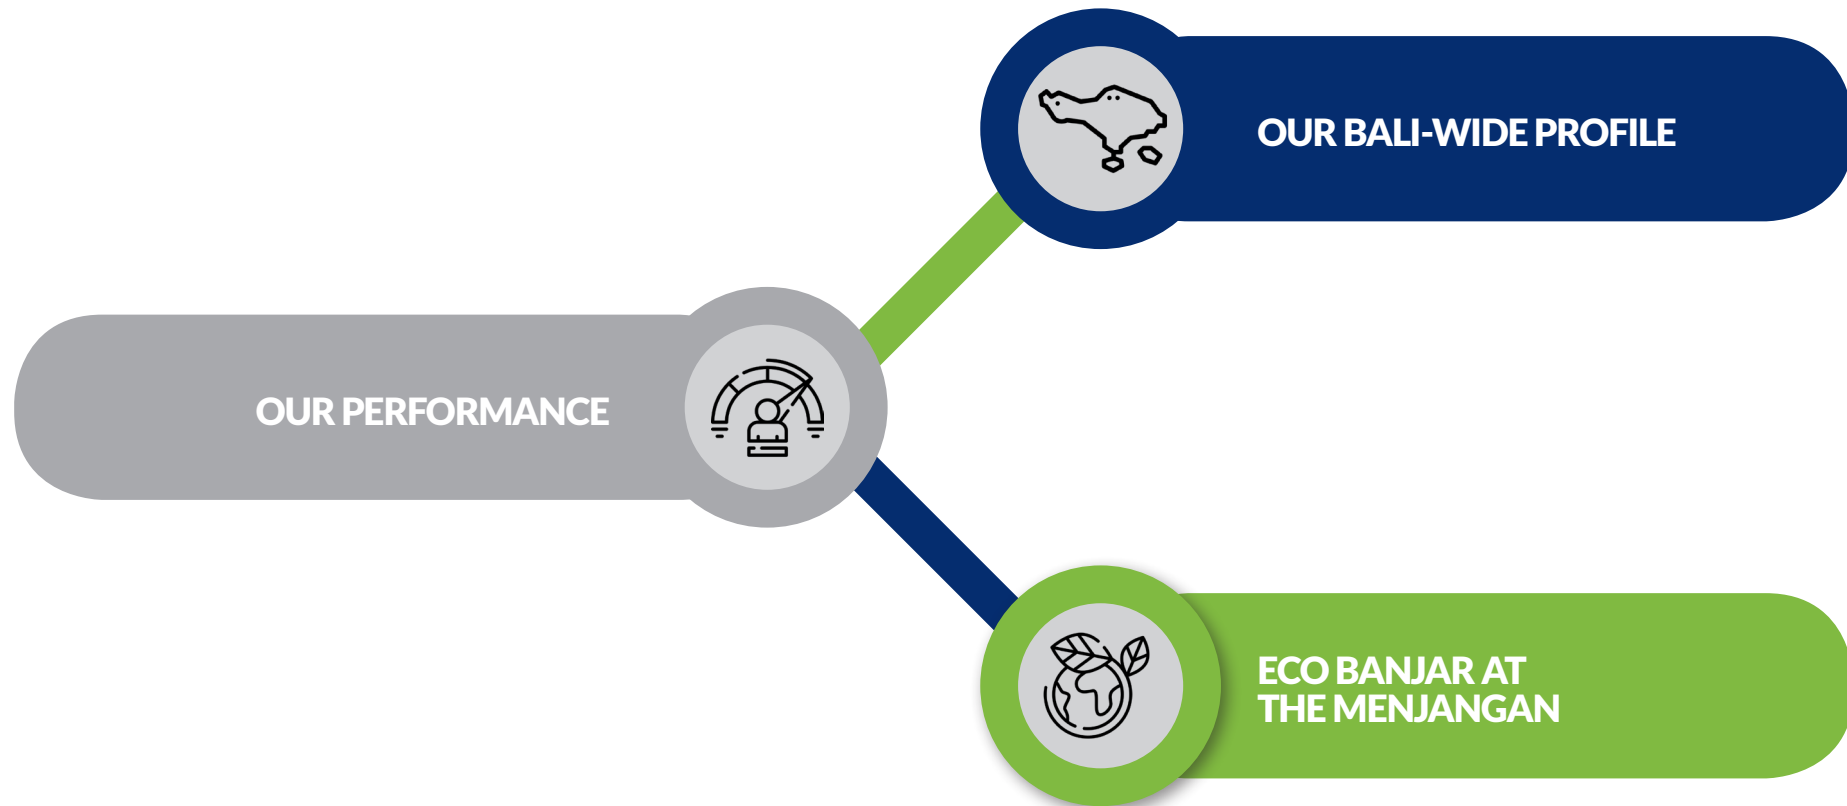 OUR BALI-WIDE PROFILE
OUR PERFORMANCE
ECO BANJAR AT
THE MENJANGAN